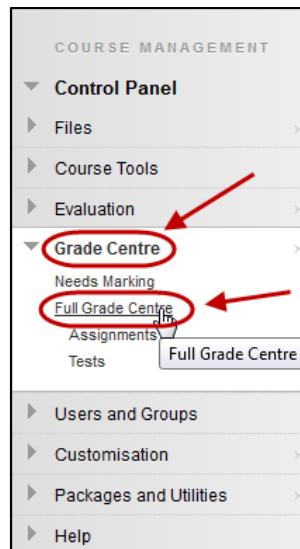 COURSE MANAGEMENT
Control Panel
Files
Course Tools
Evaluation
Grade Centre
Needs Marking
Full Grade Centre
Assignments
Full Grade Centre
Tests
Users and Groups
Customisation
Packages and Utilities
Help